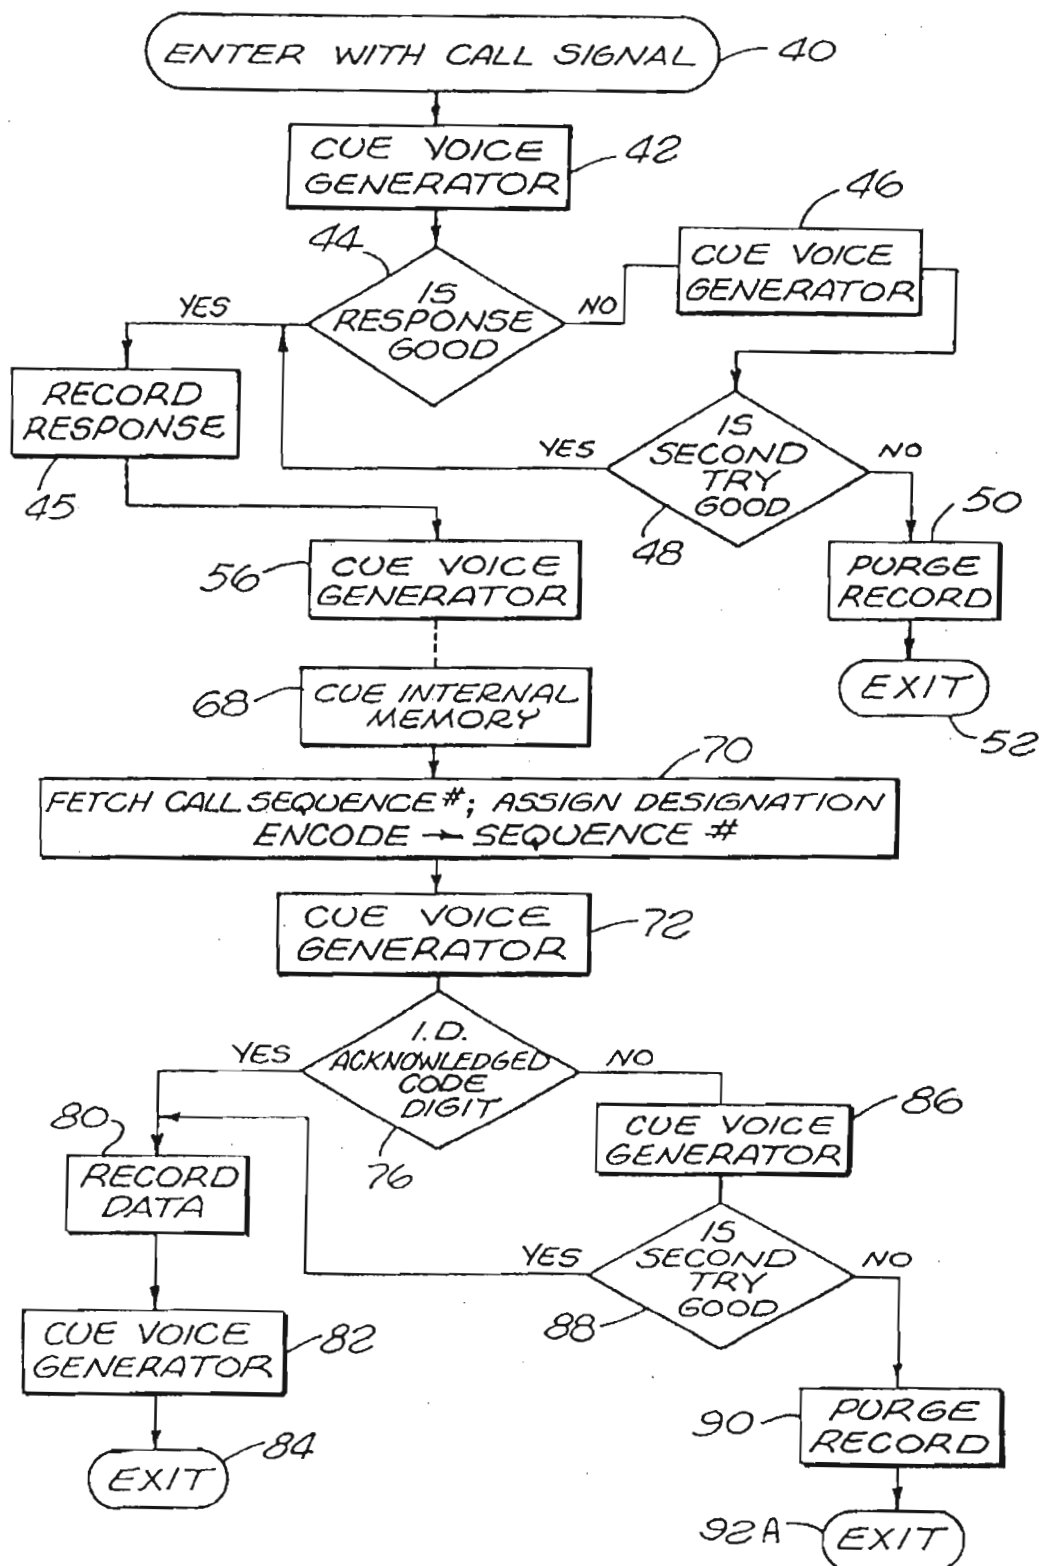 ENTER WITH CALL SIGNAL
40
CUE VOICE
GENERATOR
42
44
IS
RESPONSE
GOOD
YES
NO
46
CUE VOICE
GENERATOR
RECORD
RESPONSE
45
IS
SECOND
TRY
GOOD
YES
NO
48
50
PURGE
RECORD
EXIT
52
56
CUE VOICE
GENERATOR
68
CUE INTERNAL
MEMORY
70
FETCH CALL SEQUENCE #; ASSIGN DESIGNATION
ENCODE → SEQUENCE #
CUE VOICE
GENERATOR
72
I.D.
ACKNOWLEDGED
CODE
DIGIT
YES
NO
76
86
CUE VOICE
GENERATOR
80
RECORD
DATA
IS
SECOND
TRY
GOOD
YES
NO
88
CUE VOICE
GENERATOR
82
EXIT
84
90
PURGE
RECORD
92A
EXIT